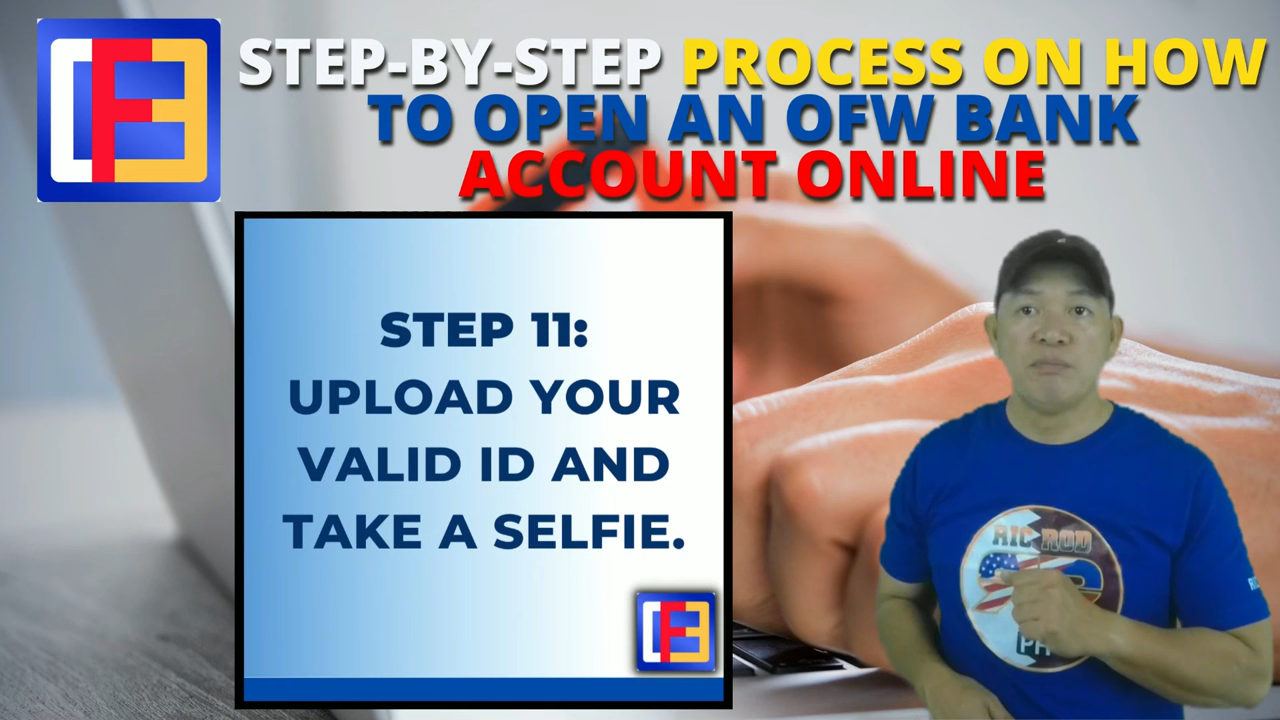 STEP-BY-STEP PROCESS ON HOW
TO OPEN AN OFW BANK
ACCOUNT ONLINE
STEP 11:
UPLOAD YOUR
VALID ID AND
TAKE A SELFIE.
RIC ROD